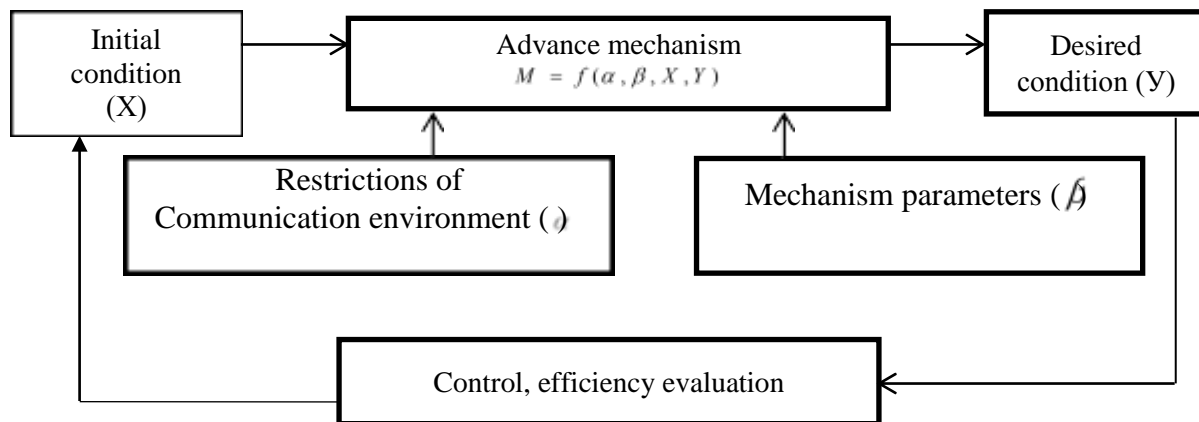 Initial
condition
(X)
Advance mechanism
M = f(α, β, X, Y)
Desired
condition (У)
Restrictions of
Communication environment ( )
Mechanism parameters (β)
Control, efficiency evaluation